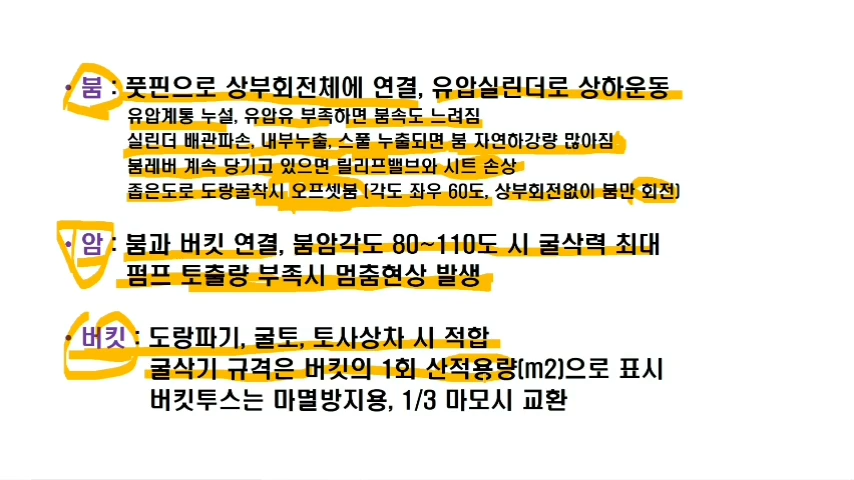 • 붐 : 풋핀으로 상부회전체에 연결, 유압실린더로 상하운동
유압계통 누설, 유압유 부족하면 붐속도 느려짐
실린더 배관파손, 내부누출, 스풀 누출되면 붐 자연하강량 많아짐
붐레버 계속 당기고 있으면 릴리프밸브와 시트 손상
좁은도로 도랑굴착시 오프셋붐 (각도 좌우 60도, 상부회전없이 붐만 회전)
• 암 : 붐과 버킷 연결, 붐암각도 80~110도 시 굴삭력 최대
펌프 토출량 부족시 멈춤현상 발생
• 버킷 : 도랑파기, 굴토, 토사상차 시 적합
굴삭기 규격은 버킷의 1회 산적용량(m2)으로 표시
버킷투스는 마멸방지용, 1/3 마모시 교환